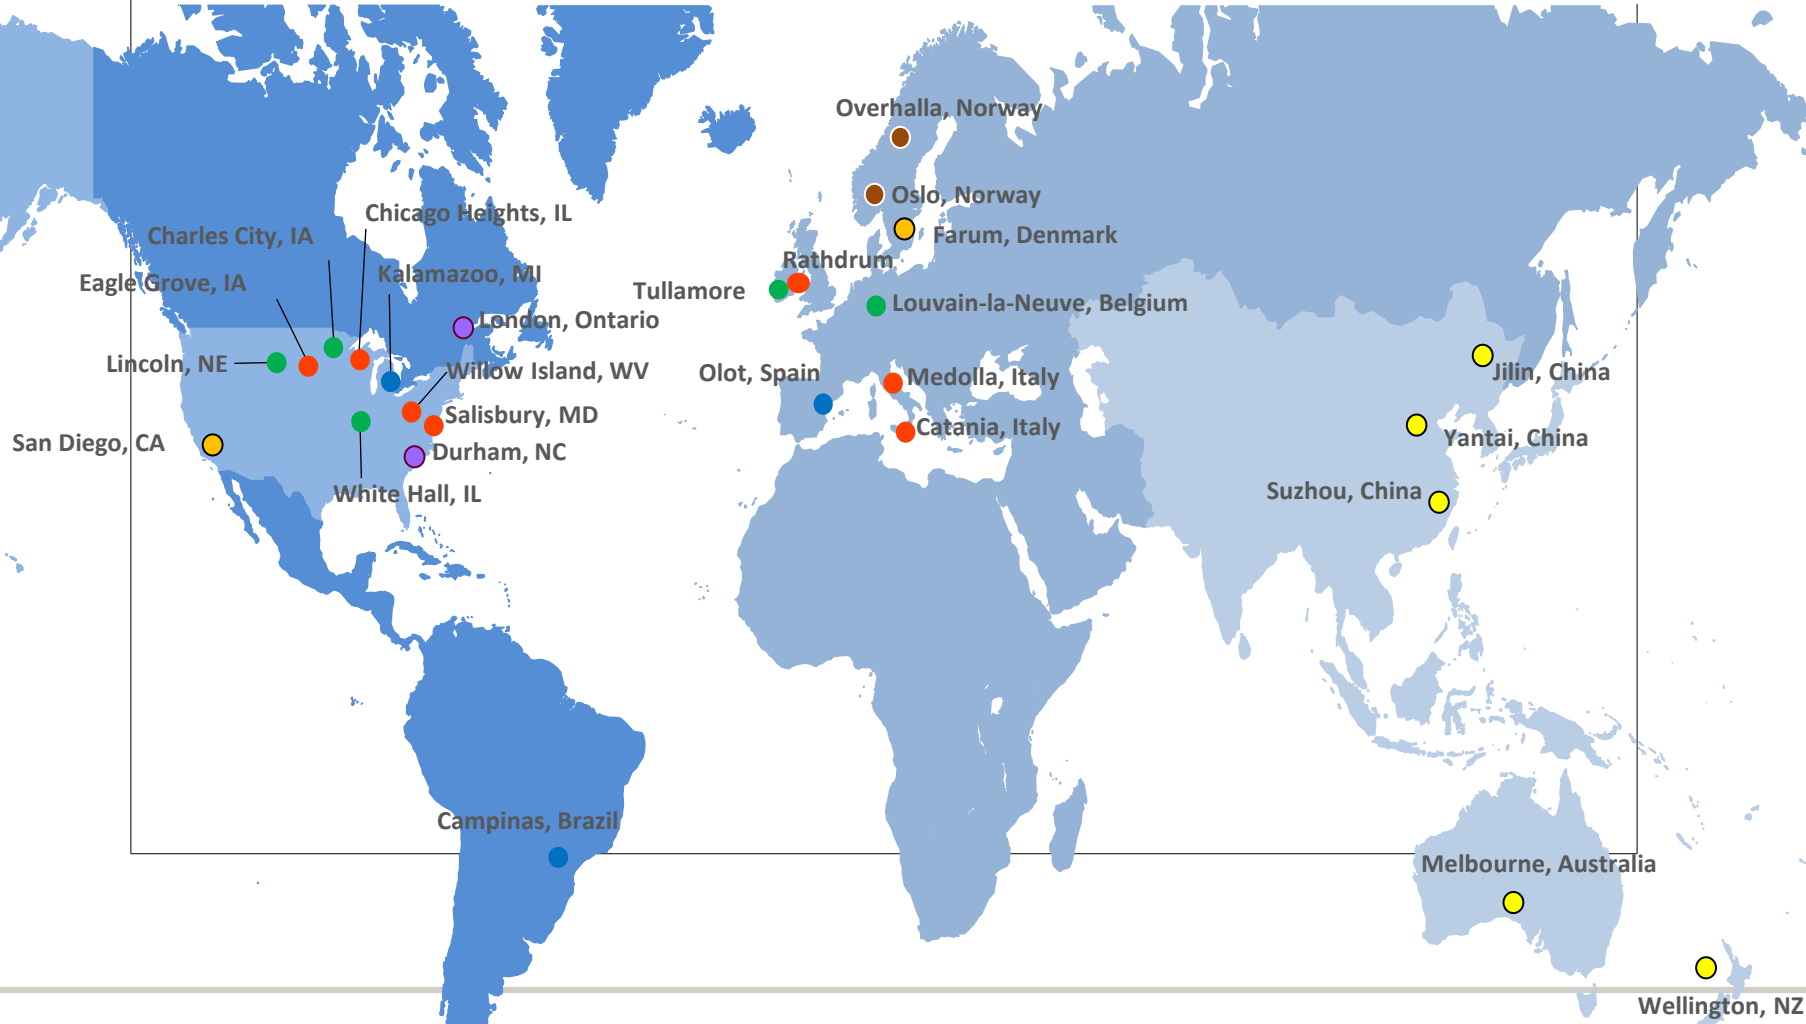 Overhalla, Norway
Oslo, Norway
Chicago Heights, IL
Charles City, IA
Farum, Denmark
Rathdrum
Kalamazoo, MI
Eagle Grove, IA
Tullamore
Louvain-la-Neuve, Belgium
London, Ontario
Lincoln, NE
Willow Island, WV
Olot, Spain
Medolla, Italy
Jilin, China
Salisbury, MD
Catania, Italy
Yantai, China
San Diego, CA
Durham, NC
White Hall, IL
Suzhou, China
Campinas, Brazil
Melbourne, Australia
Wellington, NZ